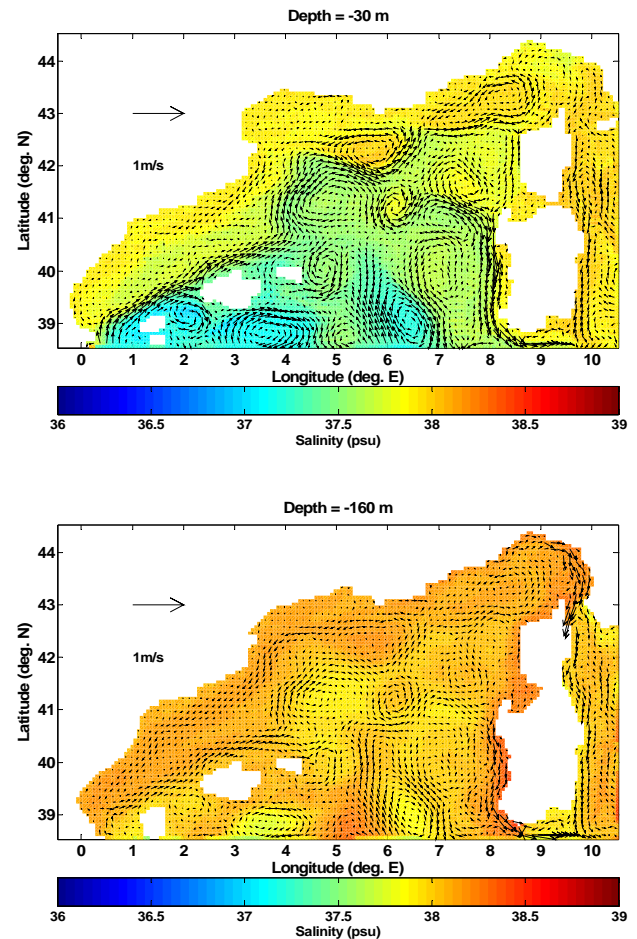 Depth = -30 m
44
43
42
41
40
39
Latitude (deg. N)
1m/s
0 1 2 3 4 5 6 7 8 9 10
Longitude (deg. E)
36 36.5 37 37.5 38 38.5 39
Salinity (psu)
Depth = -160 m
44
43
42
41
40
39
Latitude (deg. N)
1m/s
0 1 2 3 4 5 6 7 8 9 10
Longitude (deg. E)
36 36.5 37 37.5 38 38.5 39
Salinity (psu)